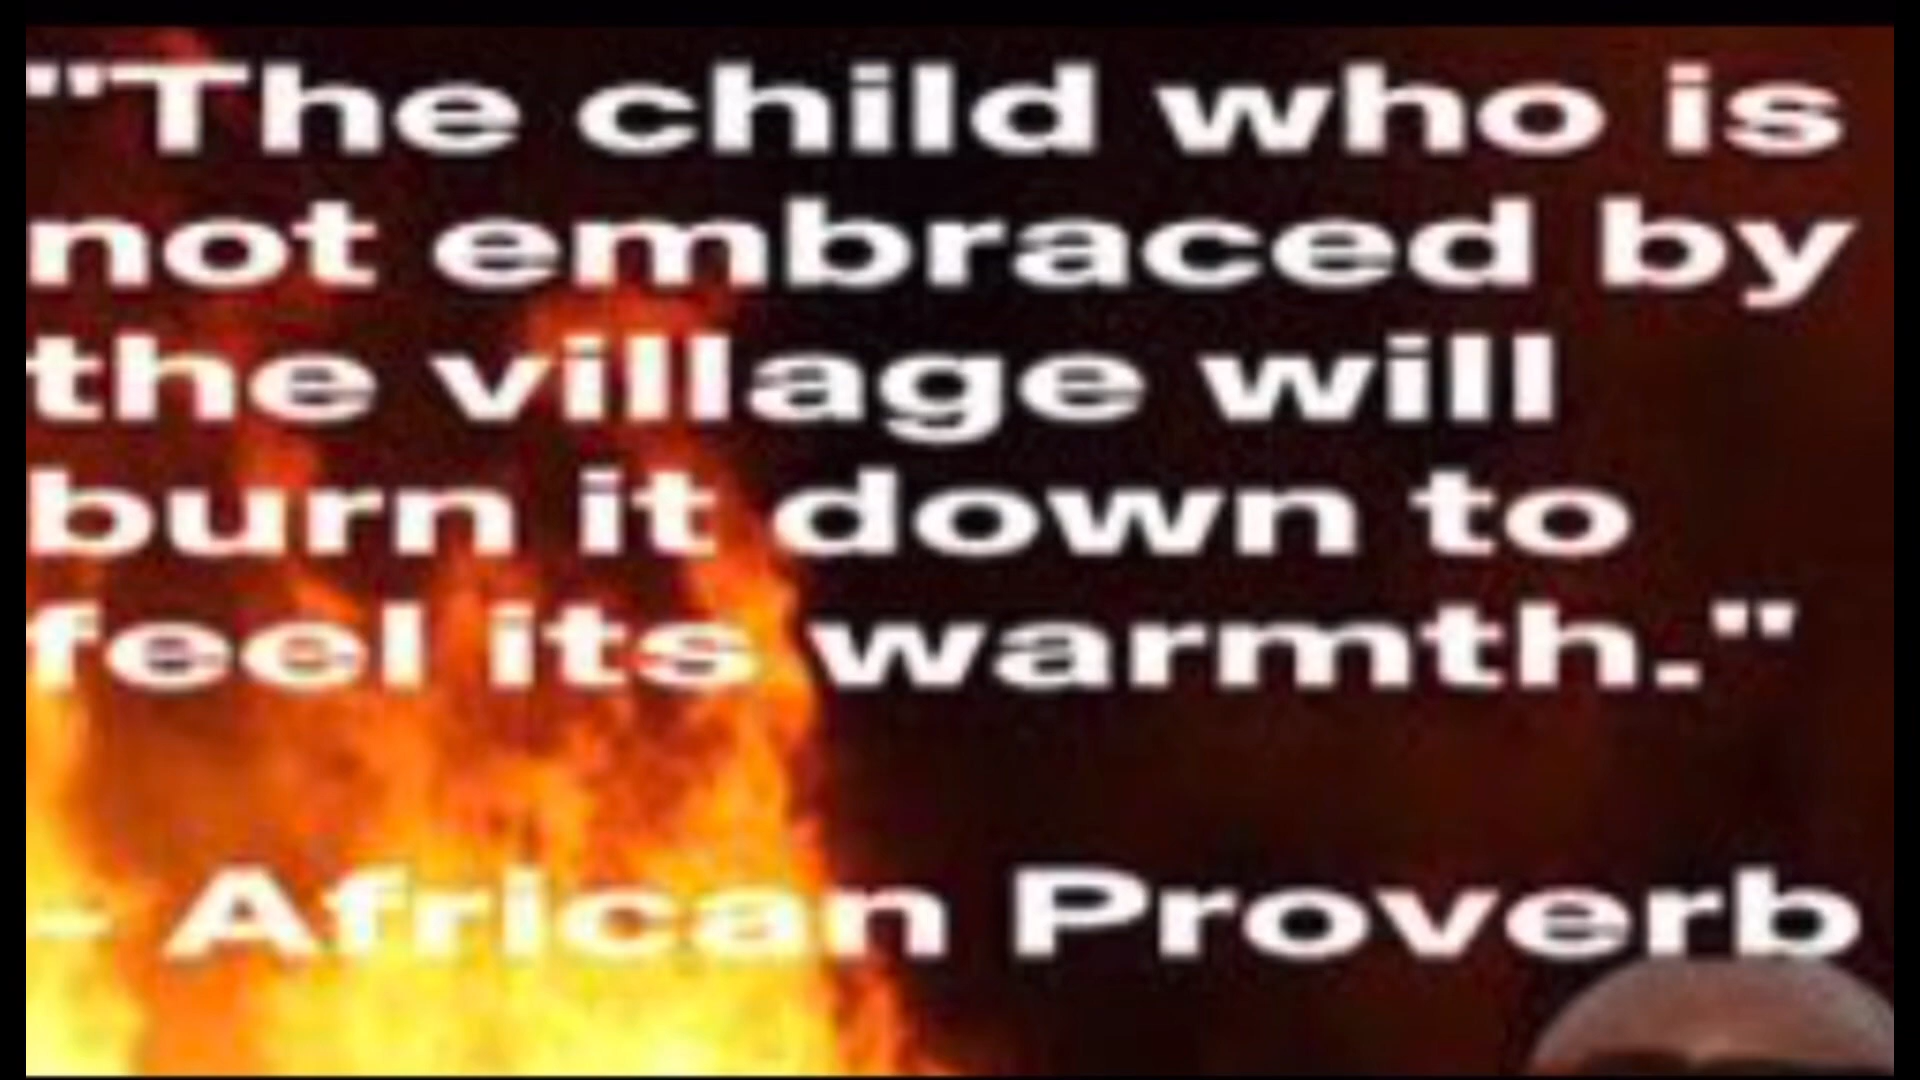 "The child who is
not embraced by
the village will
burn it down to
feel its warmth."
- African Proverb